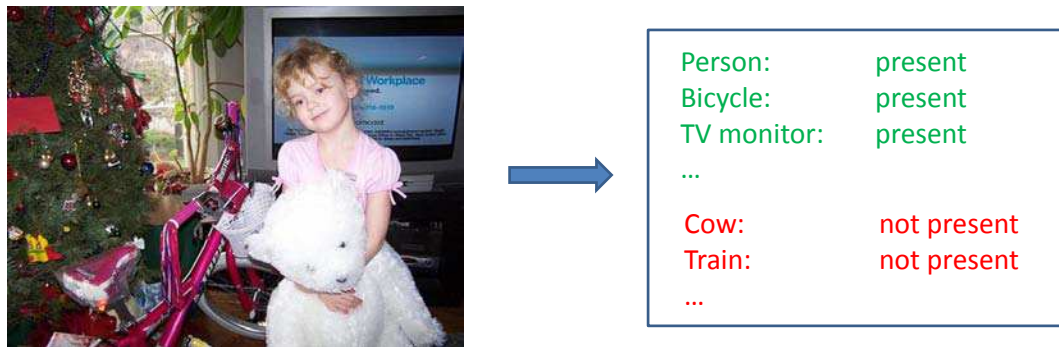 Workplace
Person: present
Bicycle: present
TV monitor: present
...
Cow: not present
Train: not present
...